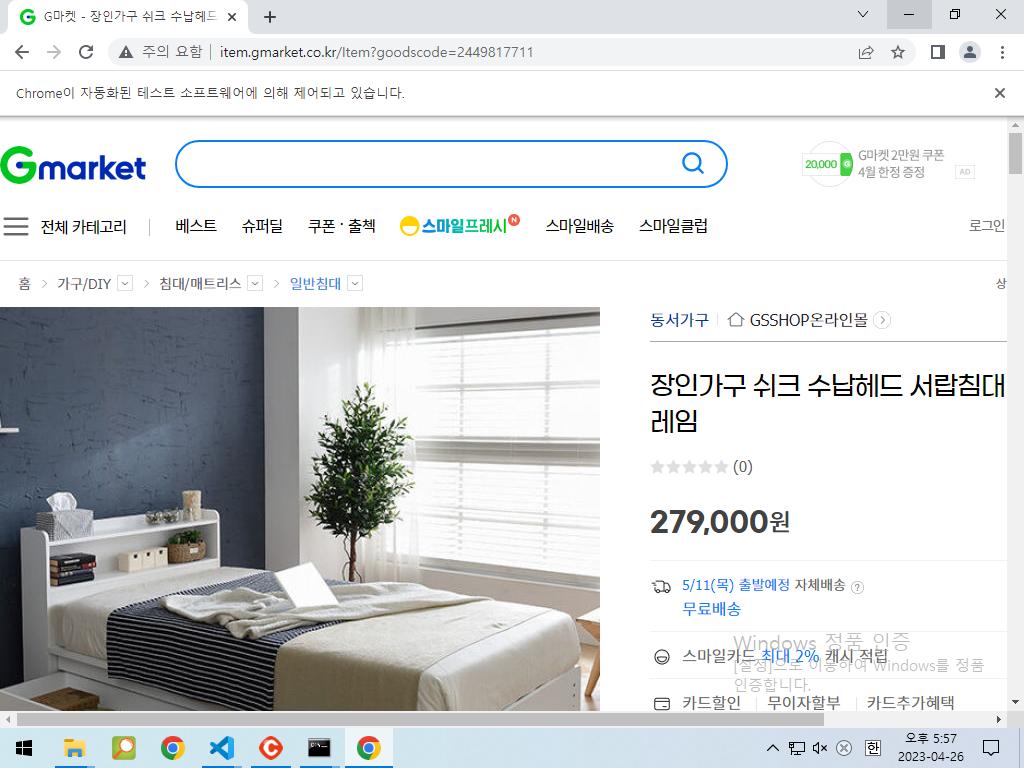 G마켓 - 장인가구 쉬크 수납헤드
주의 요함
item.gmarket.co.kr/Item?goodscode=2449817711
Chrome이 자동화된 테스트 소프트웨어에 의해 제어되고 있습니다.
Gmarket
20,000
G마켓 2만원 쿠폰
4월 한정 증정
AD
전체 카테고리
베스트
슈퍼딜
쿠폰 · 출첵
스마일프레시
N
스마일배송
스마일클럽
로그인
홈
가구/DIY
침대/매트리스
일반침대
상
동서가구
GSSHOP온라인몰
장인가구 쉬크 수납헤드 서랍침대
레임
(0)
279,000원
5/11(목) 출발예정 자체배송
무료배송
Windows 정품 인증
스마일카드 최대 2% 캐시 적립
[설정]으로 이동하여 Windows를 정품
인증합니다.
카드할인
무이자할부
카드추가혜택
한
오후 5:57
2023-04-26